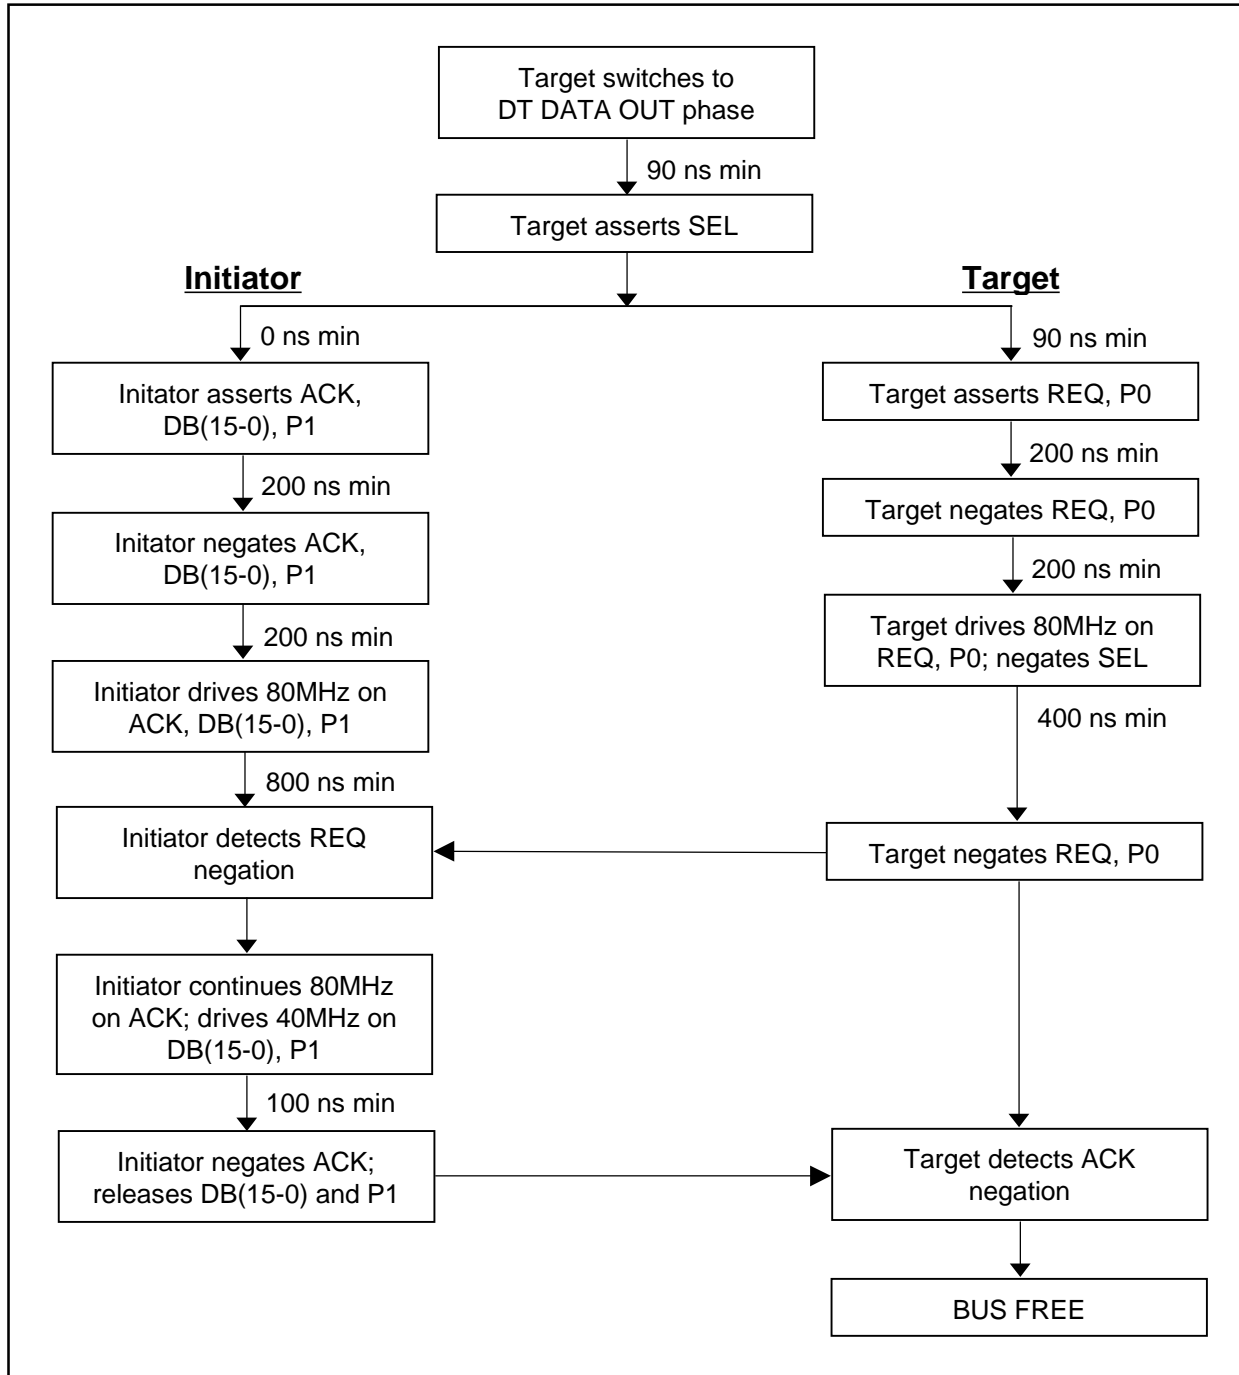 Target switches to
DT DATA OUT phase
90 ns min
Target asserts SEL
Initiator
Target
0 ns min
90 ns min
Initator asserts ACK,
DB(15-0), P1
Target asserts REQ, P0
200 ns min
200 ns min
Initator negates ACK,
DB(15-0), P1
Target negates REQ, P0
200 ns min
200 ns min
Initiator drives 80MHz on
ACK, DB(15-0), P1
Target drives 80MHz on
REQ, P0; negates SEL
800 ns min
400 ns min
Initiator detects REQ
negation
Target negates REQ, P0
Initiator continues 80MHz
on ACK; drives 40MHz on
DB(15-0), P1
100 ns min
Initiator negates ACK;
releases DB(15-0) and P1
Target detects ACK
negation
BUS FREE